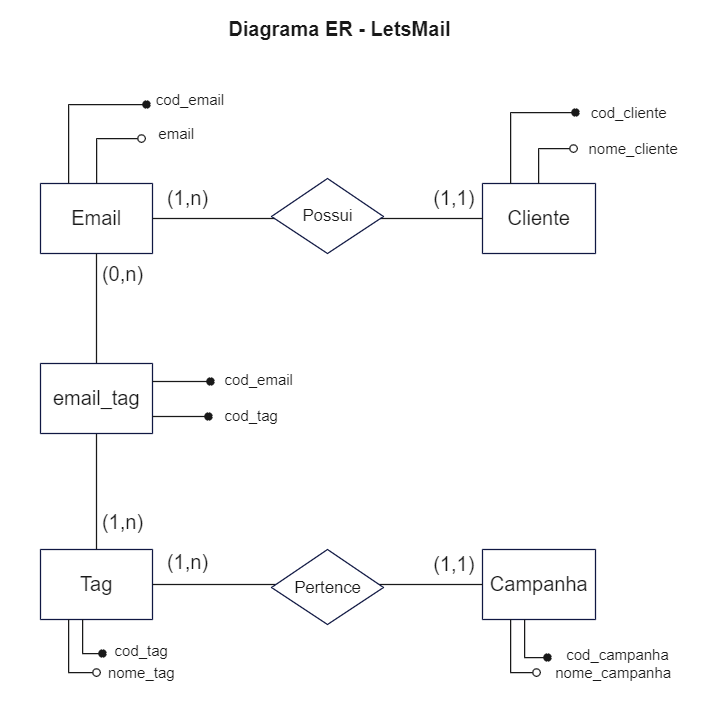 Diagrama ER - LetsMail
cod_email
email
cod_cliente
nome_cliente
Email
(1,n)
Possui
(1,1)
Cliente
(0,n)
email_tag
cod_email
cod_tag
(1,n)
Tag
(1,n)
Pertence
(1,1)
Campanha
cod_tag
nome_tag
cod_campanha
nome_campanha